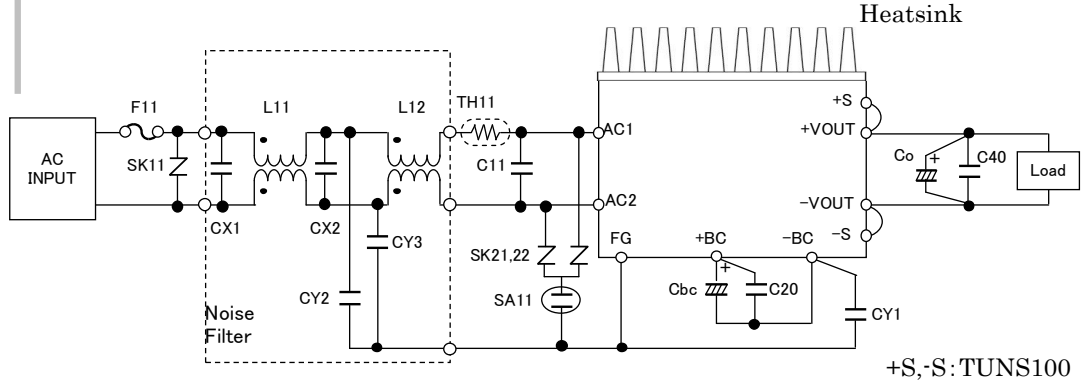 Heatsink
F11
L11
L12
TH11
+S
AC1
+VOUT
AC
INPUT
SK11
C11
Co
+
C40
Load
AC2
-VOUT
CX1
CX2
CY3
SK21,22
FG
+BC
-BC
-S
CY2
SA11
Cbc
+
C20
CY1
Noise
Filter
+S,-S:TUNS100